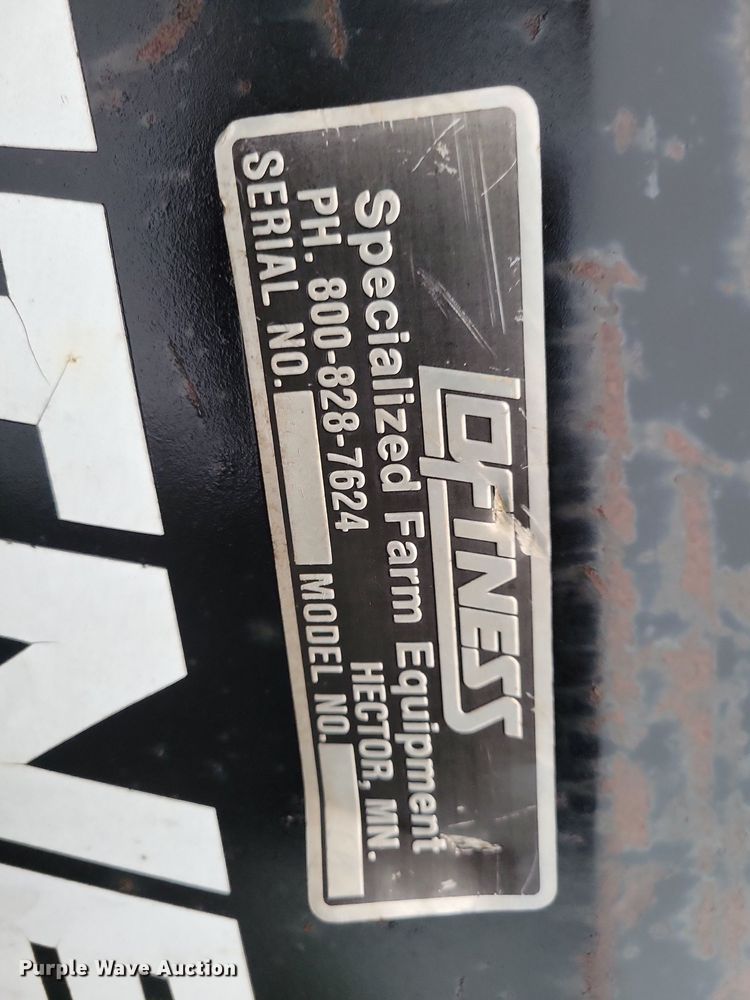 LOFTNESS
Specialized Farm Equipment
PH. 800-828-7624 HECTOR, MN.
SERIAL NO. MODEL NO.
Purple Wave Auction